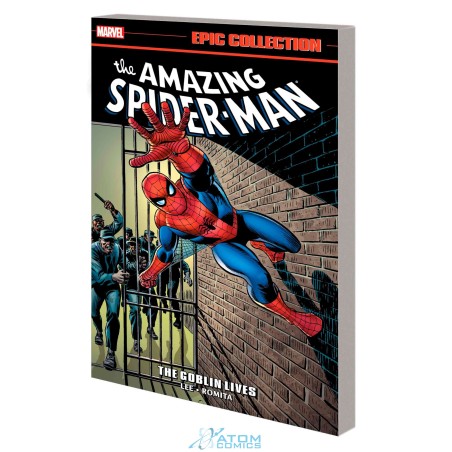 MARVEL
EPIC COLLECTION
the AMAZING
SPIDER-MAN
THE GOBLIN LIVES
LEE • ROMITA
ATOM
COMICS